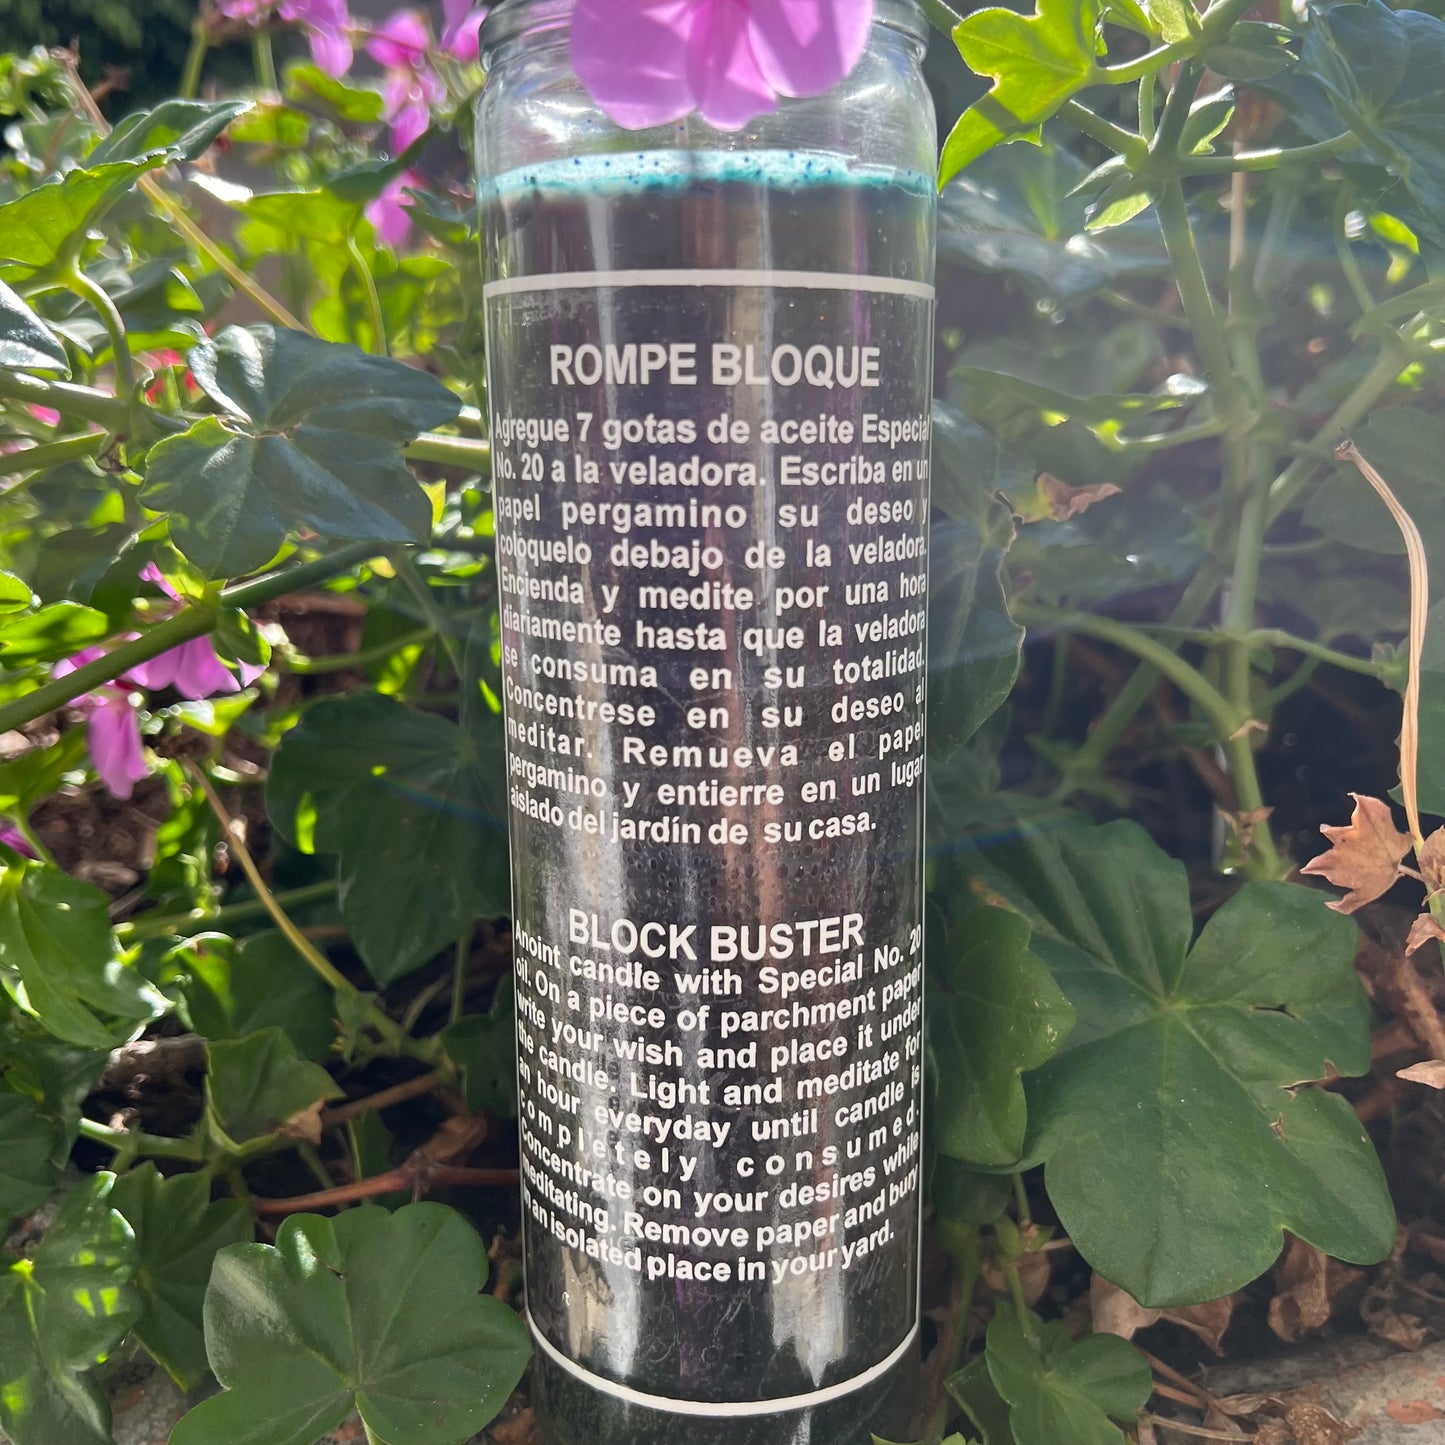 ROMPE BLOQUE
Agregue 7 gotas de aceite Especial
No. 20 a la veladora. Escriba en un
papel pergamino su deseo y
colóquelo debajo de la veladora.
Encienda y medite por una hora
diariamente hasta que la veladora
se consuma en su totalidad.
Concentrese en su deseo al
meditar. Remueva el papel
pergamino y entierre en un lugar
aislado del jardín de su casa.
BLOCK BUSTER
Anoint candle with Special No. 20
oil. On a piece of parchment paper
write your wish and place it under
the candle. Light and meditate for
an hour everyday until candle is
completely consumed.
Concentrate on your desires while
meditating. Remove paper and bury
in an isolated place in your yard.